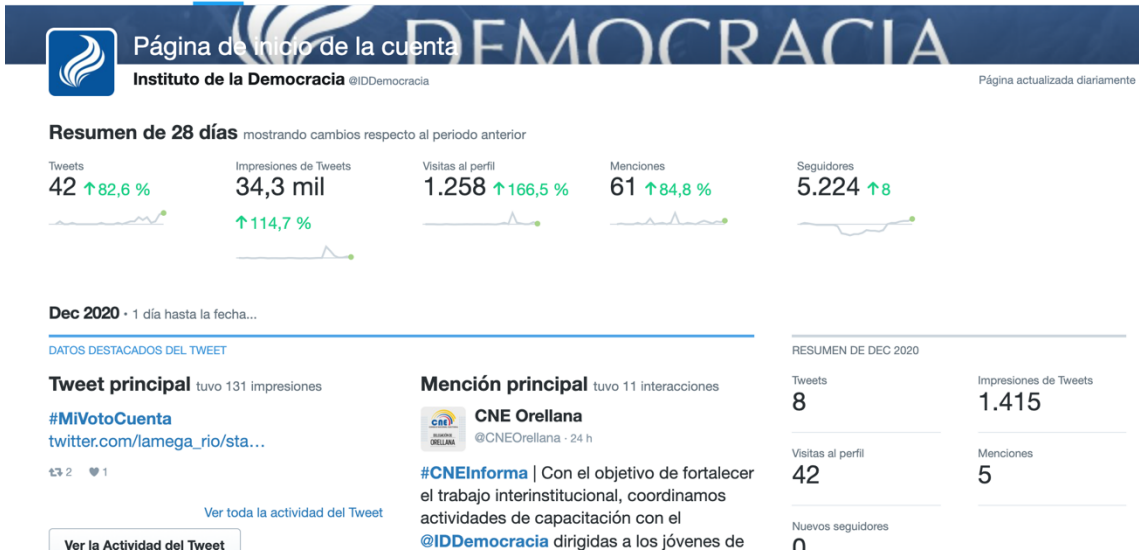 DEMOCRACIA
Página de inicio de la cuenta
Instituto de la Democracia @IDDemocracia
Página actualizada diariamente
Resumen de 28 días mostrando cambios respecto al periodo anterior
Tweets
42 ↑82,6 %
Impresiones de Tweets
34,3 mil
↑114,7 %
Visitas al perfil
1.258 ↑166,5 %
Menciones
61 ↑84,8 %
Seguidores
5.224 ↑8
Dec 2020 • 1 día hasta la fecha...
DATOS DESTACADOS DEL TWEET
Tweet principal tuvo 131 impresiones
#MiVotoCuenta
twitter.com/lamega_rio/sta…
2 1
Ver toda la actividad del Tweet
Ver la Actividad del Tweet
Mención principal tuvo 11 interacciones
CNE
ORELLANA
CNE Orellana
@CNEOrellana · 24 h
#CNEInforma | Con el objetivo de fortalecer
el trabajo interinstitucional, coordinamos
actividades de capacitación con el
@IDDemocracia dirigidas a los jóvenes de
RESUMEN DE DEC 2020
Tweets
8
Impresiones de Tweets
1.415
Visitas al perfil
42
Menciones
5
Nuevos seguidores
0